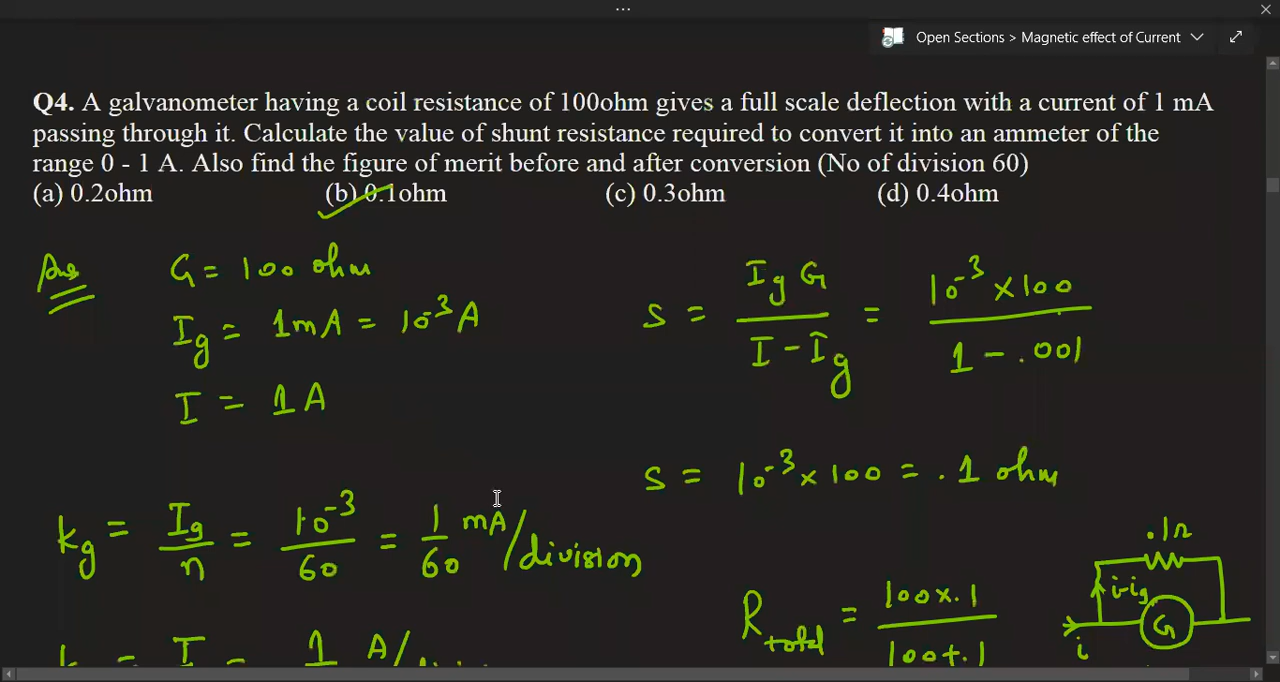 Open Sections > Magnetic effect of Current
Q4. A galvanometer having a coil resistance of 100ohm gives a full scale deflection with a current of 1 mA
passing through it. Calculate the value of shunt resistance required to convert it into an ammeter of the
range 0 - 1 A. Also find the figure of merit before and after conversion (No of division 60)
(a) 0.2ohm (b) 0.1ohm (c) 0.3ohm (d) 0.4ohm
Ans
G = 100 ohm
Ig = 1mA = 10^-3 A
I = 1 A
S = Ig G / I - Ig = 10^-3 × 100 / 1 - .001
S = 10^-3 × 100 = .1 ohm
kg = Ig / n = 10^-3 / 60 = 1/60 mA/division
R total = 100 × .1 / 100 + .1
.1Ω
i-ig
G
i
= I = 1 A/